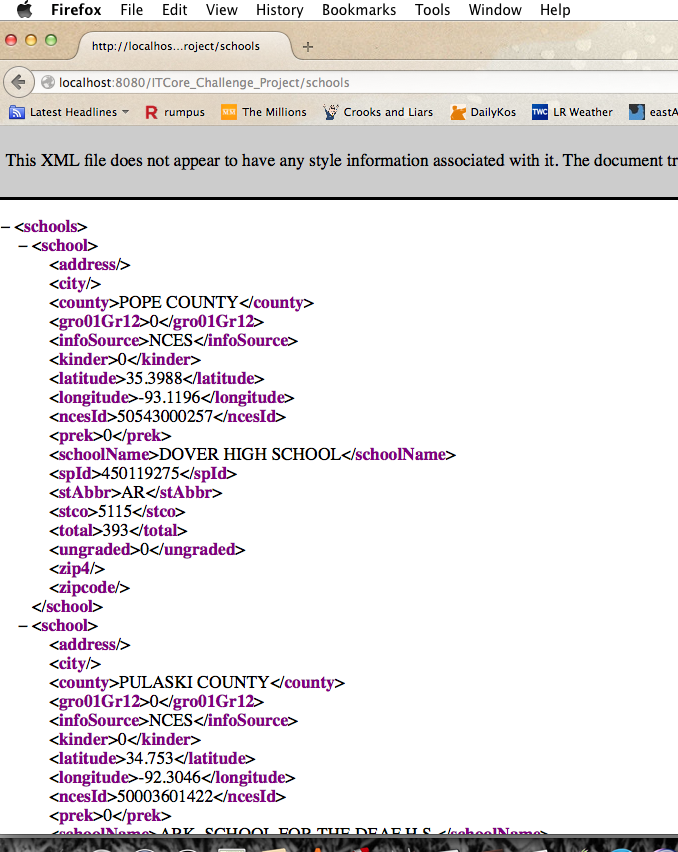 Firefox File Edit View History Bookmarks Tools Window Help
http://localhos...roject/schools
localhost:8080/ITCore_Challenge_Project/schools
Latest Headlines R rumpus MM The Millions Crooks and Liars DailyKos TWC LR Weather eastA
This XML file does not appear to have any style information associated with it. The document tr
– <schools>
– <school>
<address/>
<city/>
<county>POPE COUNTY</county>
<gro01Gr12>0</gro01Gr12>
<infoSource>NCES</infoSource>
<kinder>0</kinder>
<latitude>35.3988</latitude>
<longitude>-93.1196</longitude>
<ncesId>50543000257</ncesId>
<prek>0</prek>
<schoolName>DOVER HIGH SCHOOL</schoolName>
<spId>450119275</spId>
<stAbbr>AR</stAbbr>
<stco>5115</stco>
<total>393</total>
<ungraded>0</ungraded>
<zip4/>
<zipcode/>
</school>
– <school>
<address/>
<city/>
<county>PULASKI COUNTY</county>
<gro01Gr12>0</gro01Gr12>
<infoSource>NCES</infoSource>
<kinder>0</kinder>
<latitude>34.753</latitude>
<longitude>-92.3046</longitude>
<ncesId>50003601422</ncesId>
<prek>0</prek>
<schoolName>ARK. SCHOOL FOR THE DEAF H.S.</schoolName>